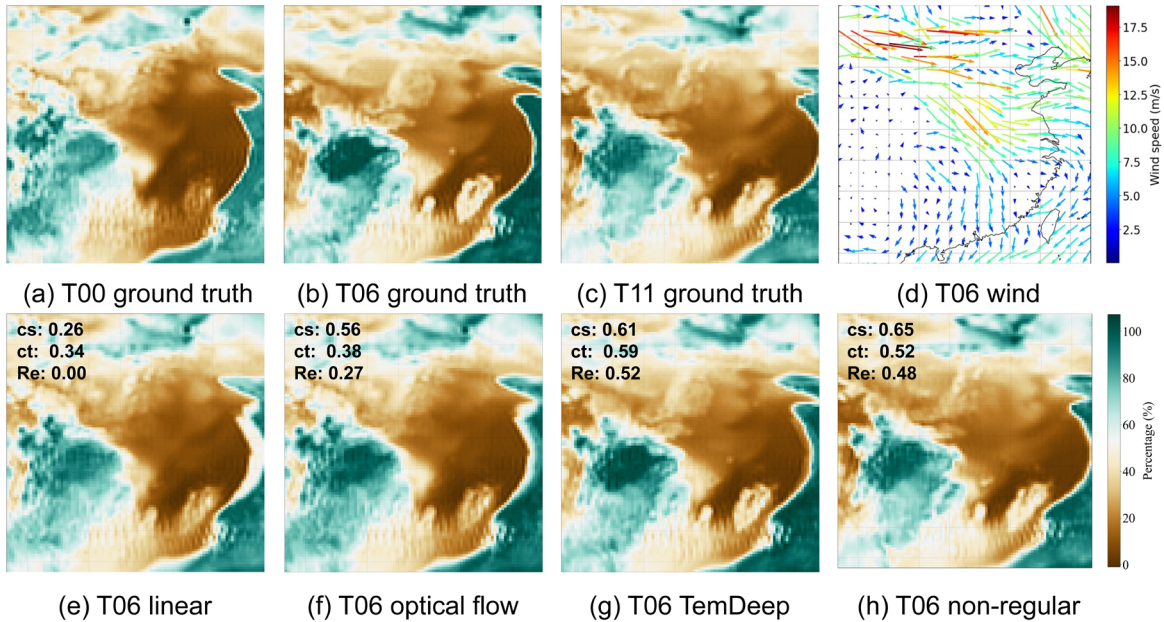 17.5
15.0
12.5
10.0
7.5
5.0
2.5
Wind speed (m/s)
(a) T00 ground truth
(b) T06 ground truth
(c) T11 ground truth
(d) T06 wind
cs: 0.26
ct: 0.34
Re: 0.00
cs: 0.56
ct: 0.38
Re: 0.27
cs: 0.61
ct: 0.59
Re: 0.52
cs: 0.65
ct: 0.52
Re: 0.48
100
80
60
40
20
0
Percentage (%)
(e) T06 linear
(f) T06 optical flow
(g) T06 TemDeep
(h) T06 non-regular